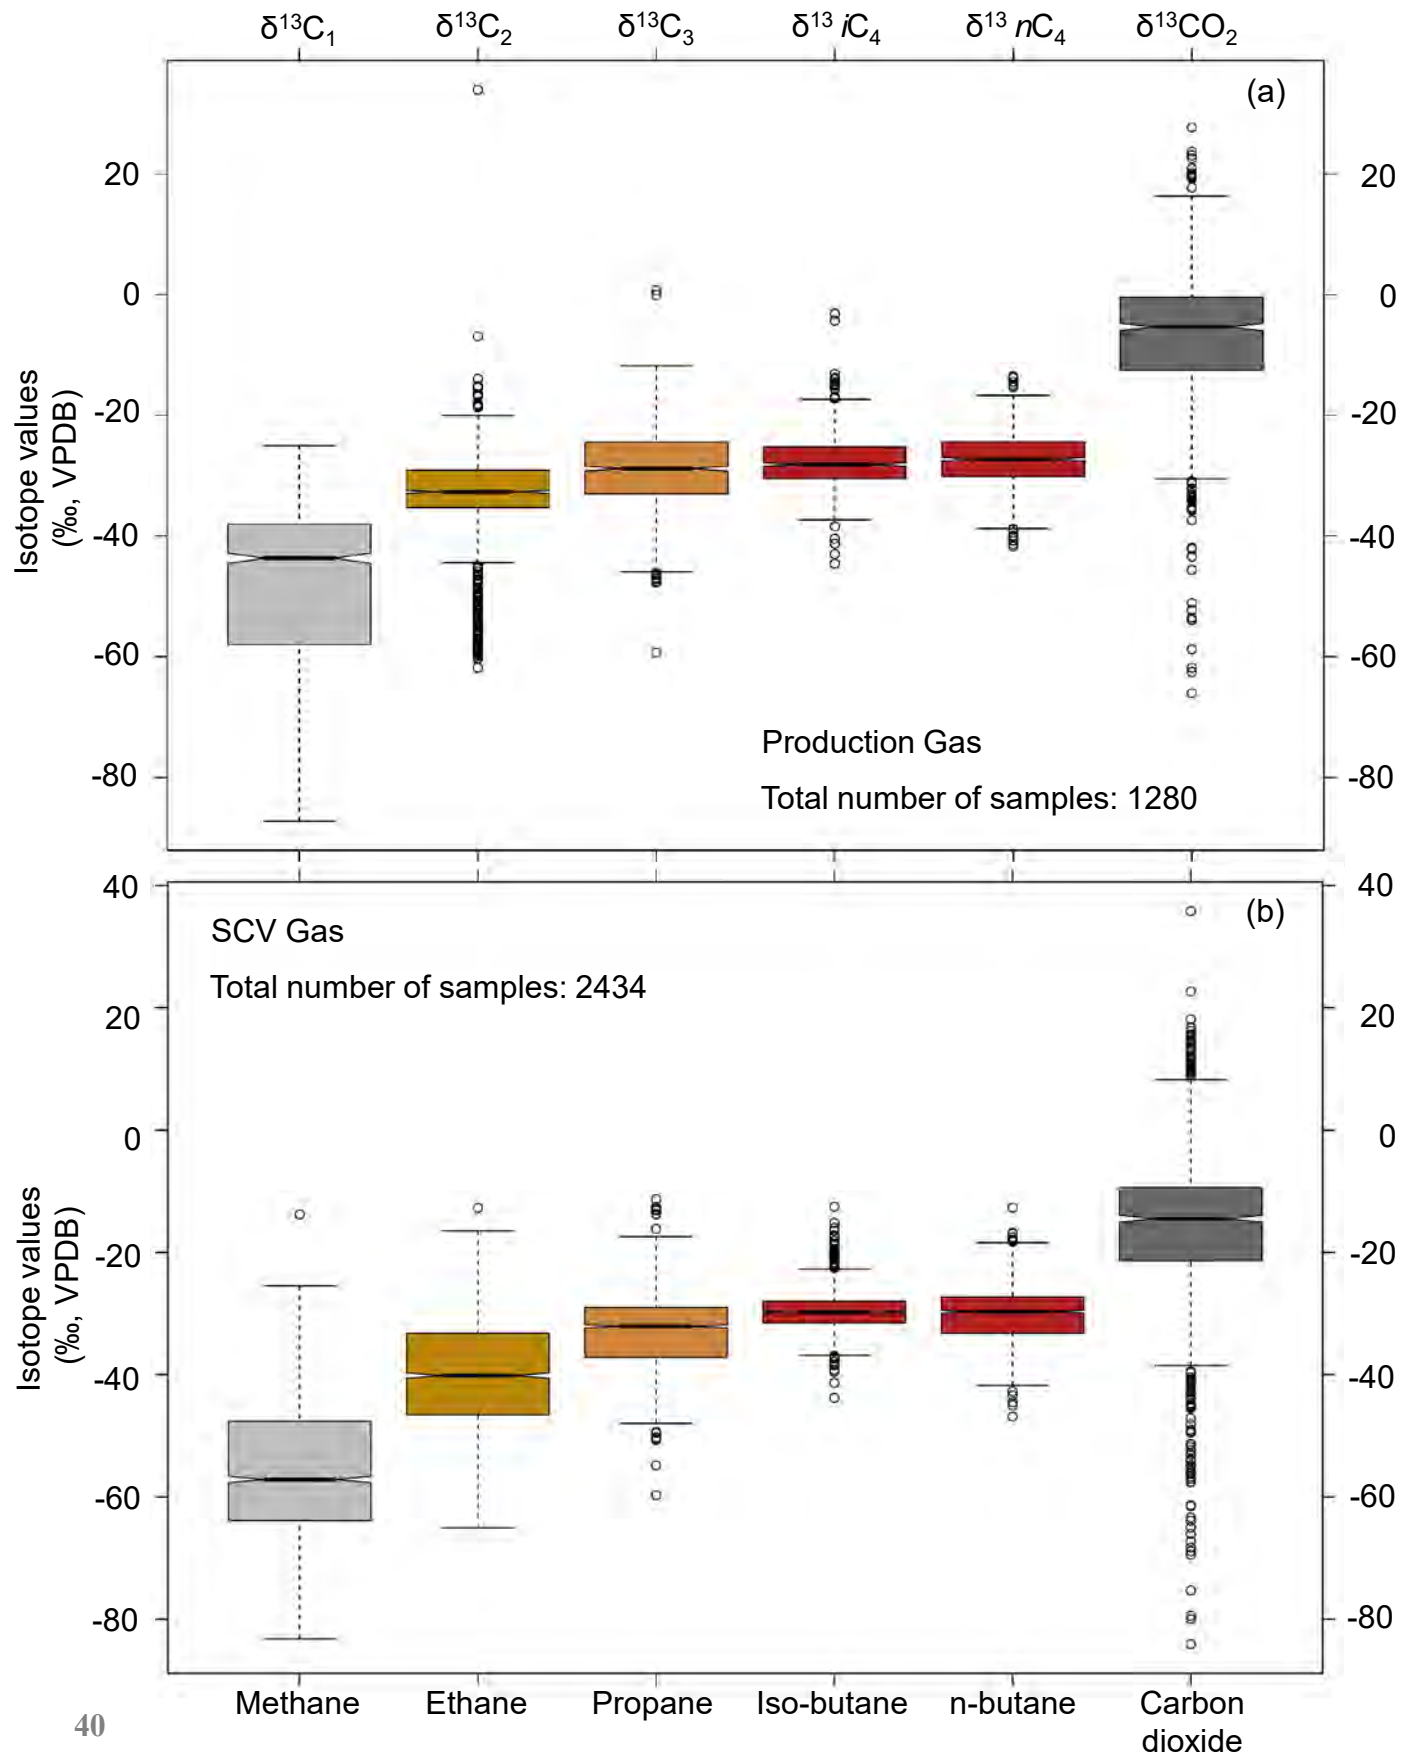 δ¹³C₁ δ¹³C₂ δ¹³C₃ δ¹³ iC₄ δ¹³ nC₄ δ¹³CO₂
(a)
20 20
0 0
-20 -20
-40 -40
-60 -60
-80 -80
Isotope values
(‰, VPDB)
Production Gas
Total number of samples: 1280
40 40
(b)
SCV Gas
Total number of samples: 2434
20 20
0 0
-20 -20
-40 -40
-60 -60
-80 -80
Isotope values
(‰, VPDB)
Methane Ethane Propane Iso-butane n-butane Carbon
dioxide
40